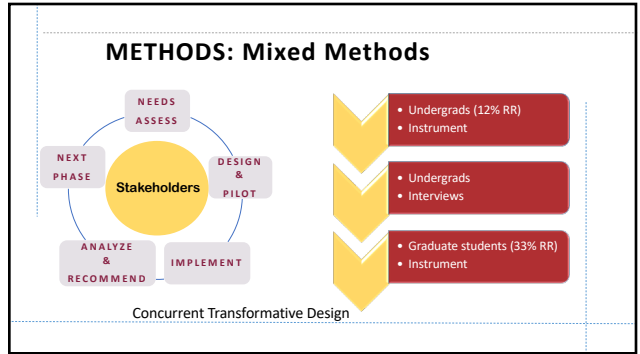 METHODS: Mixed Methods
NEEDS
ASSESS
DESIGN
&
PILOT
IMPLEMENT
ANALYZE
&
RECOMMEND
NEXT
PHASE
Stakeholders
Concurrent Transformative Design
• Undergrads (12% RR)
• Instrument
• Undergrads
• Interviews
• Graduate students (33% RR)
• Instrument